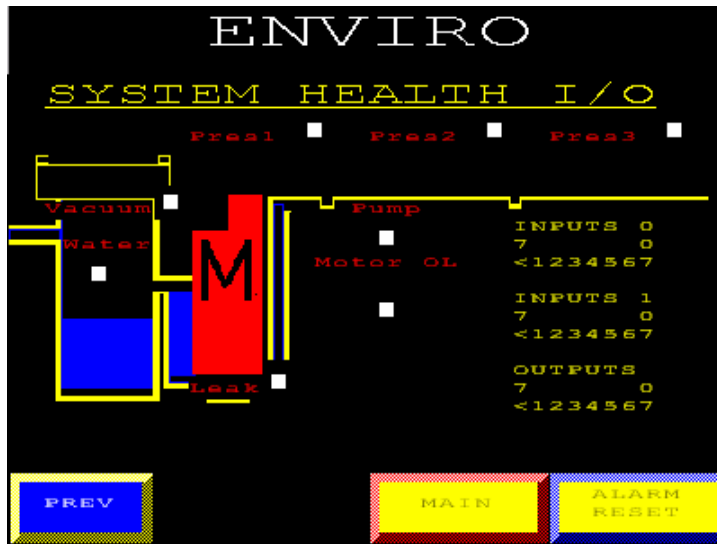 ENVIRO
SYSTEM HEALTH I/O
Pres1 Pres2 Pres3
Vacuum
Pump
Water
Motor OL
M
INPUTS 0
7 0
<1234567
INPUTS 1
7 0
<1234567
OUTPUTS
7 0
<1234567
Leak
PREV
MAIN
ALARM
RESET